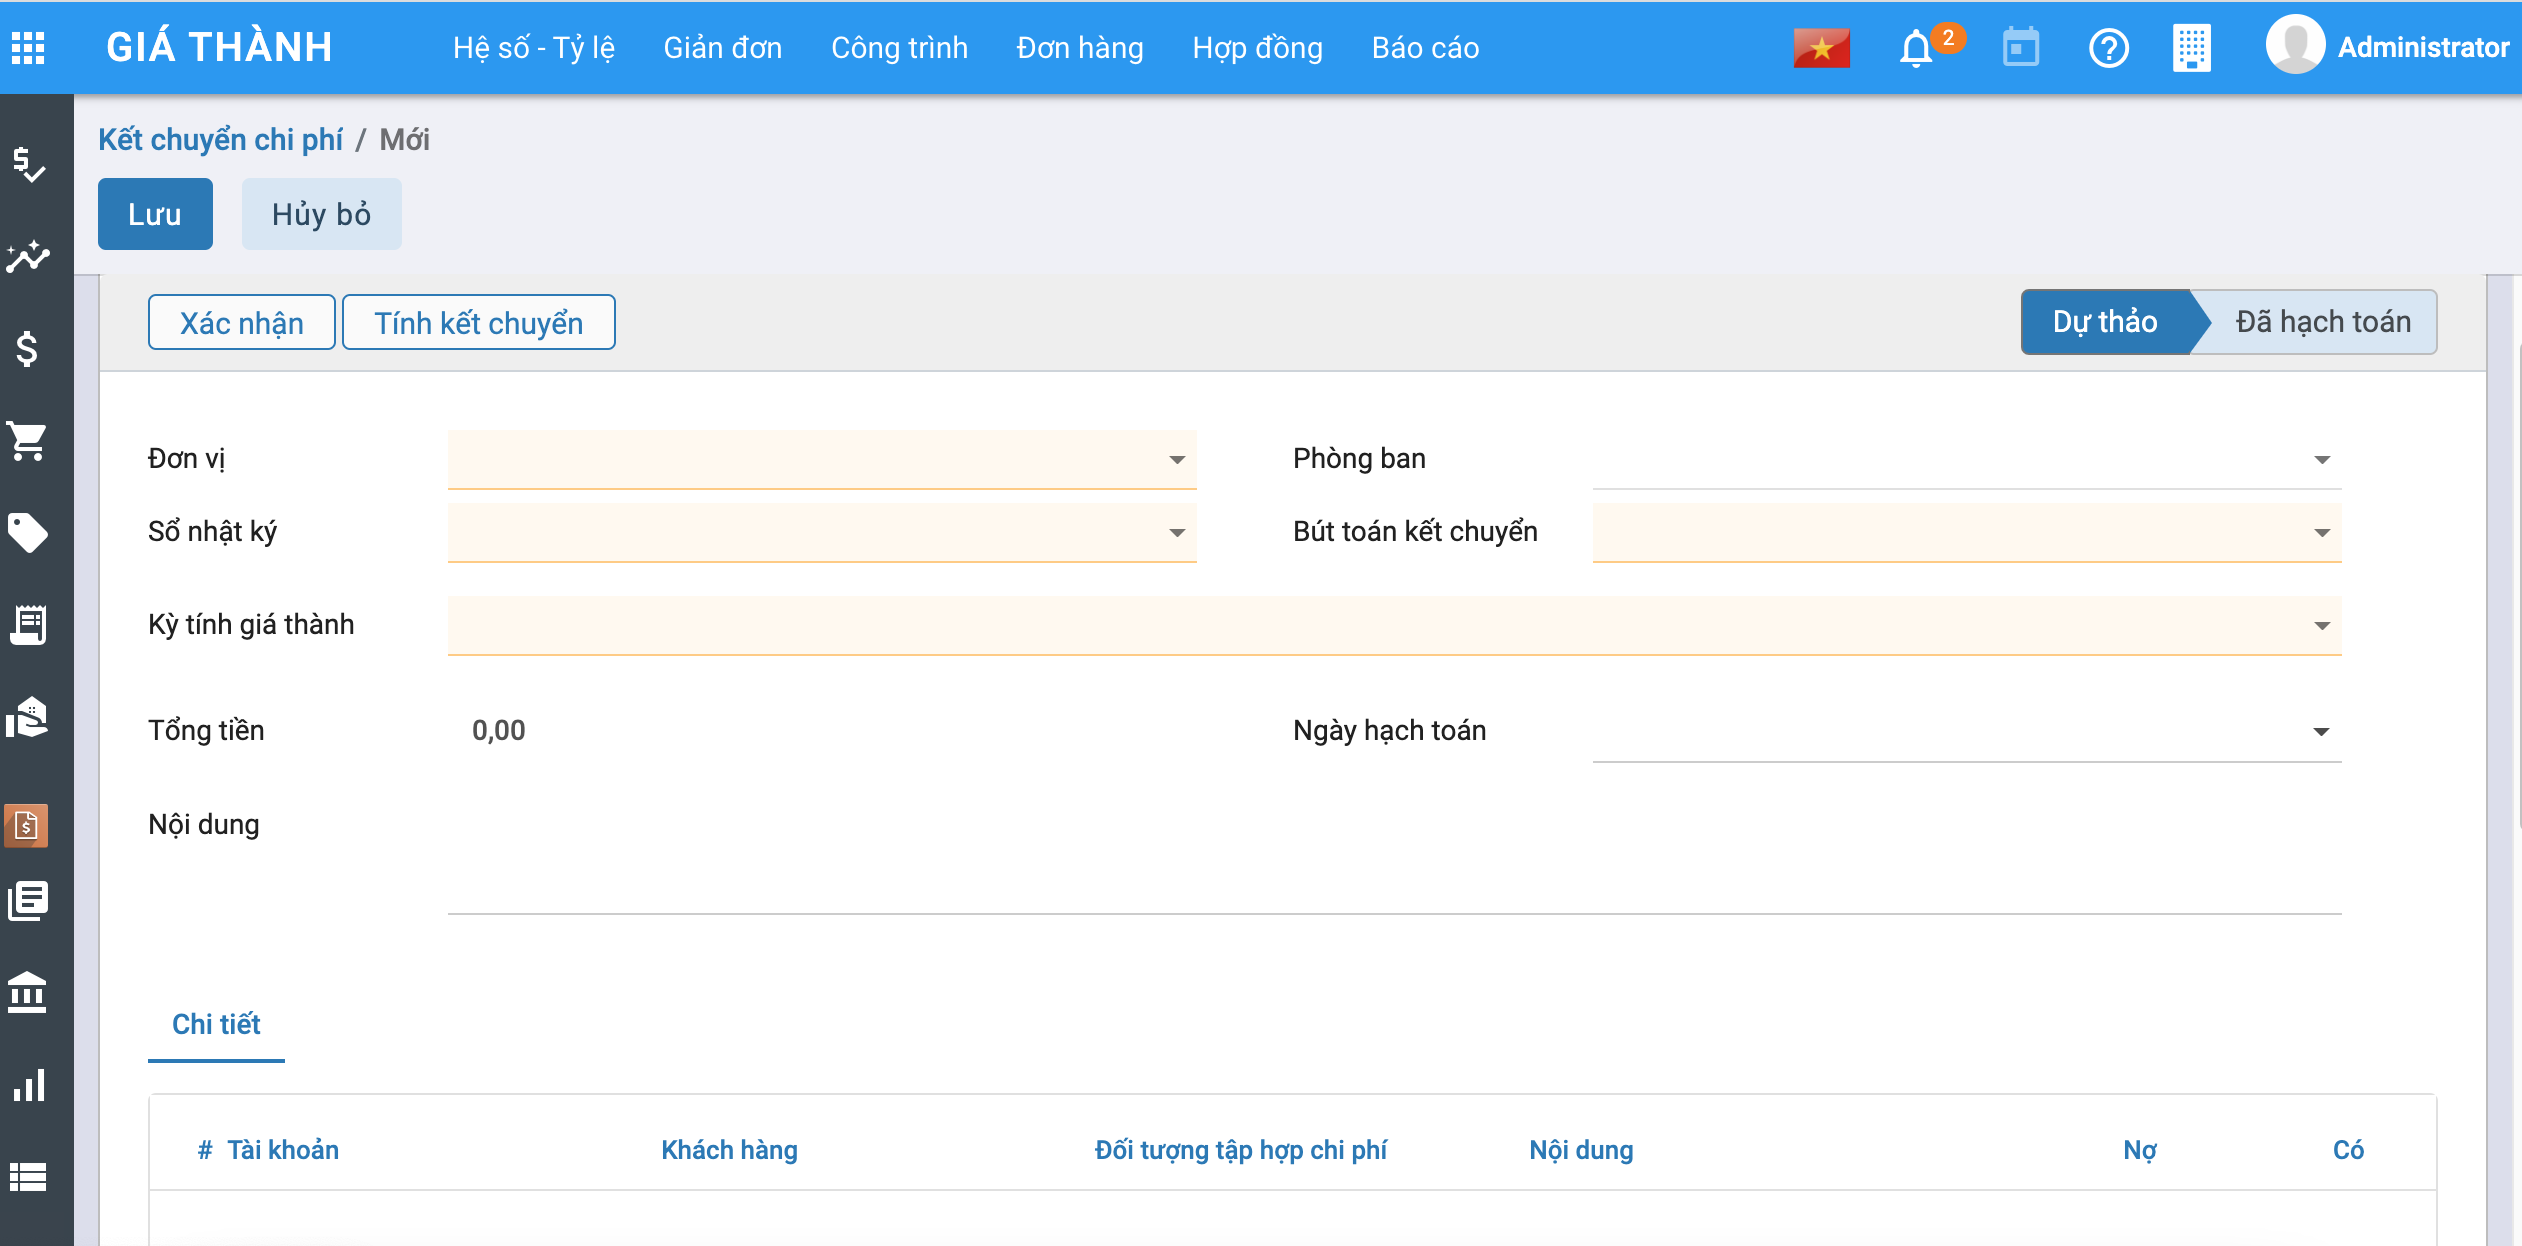 GIÁ THÀNH Hệ số - Tỷ lệ Giản đơn Công trình Đơn hàng Hợp đồng Báo cáo 2 Administrator
Kết chuyển chi phí / Mới
Lưu Hủy bỏ
Xác nhận Tính kết chuyển Dự thảo Đã hạch toán
Đơn vị Phòng ban
Sổ nhật ký Bút toán kết chuyển
Kỳ tính giá thành
Tổng tiền 0,00 Ngày hạch toán
Nội dung
Chi tiết
# Tài khoản Khách hàng Đối tượng tập hợp chi phí Nội dung Nợ Có